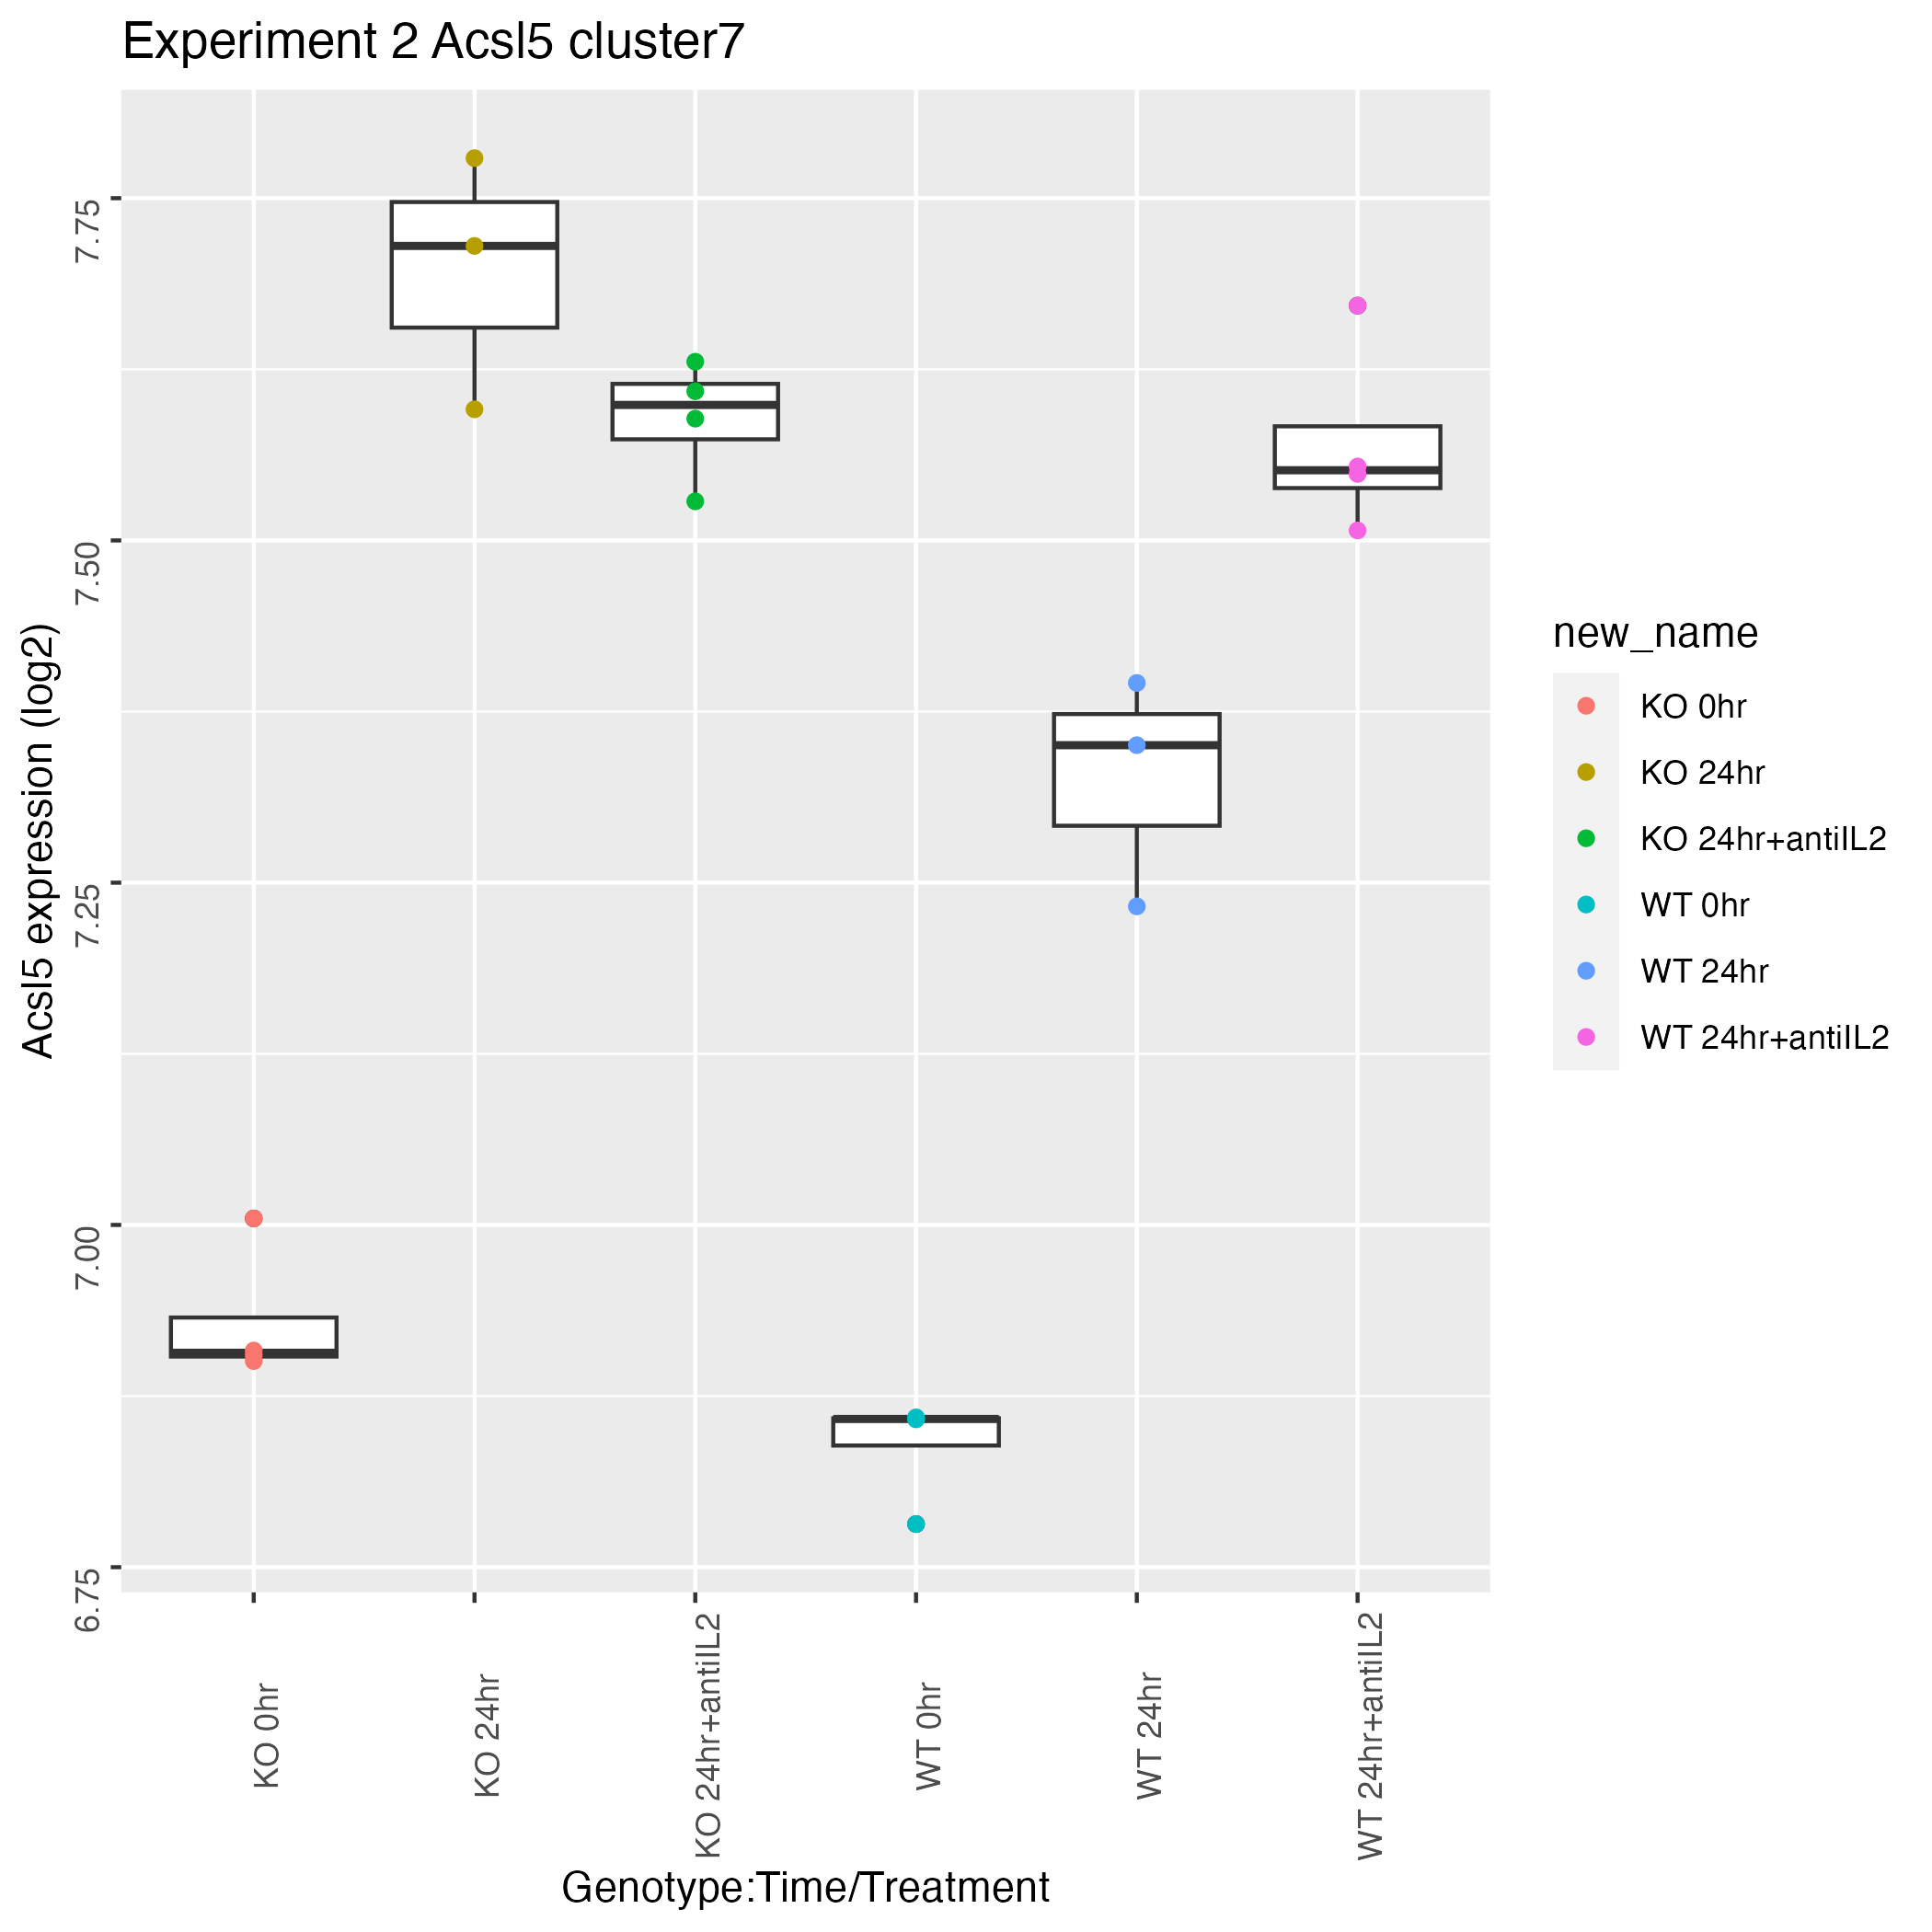 Experiment 2 Acsl5 cluster7
Acsl5 expression (log2)
7.75
7.50
7.25
7.00
6.75
KO 0hr
KO 24hr
KO 24hr+antiIL2
WT 0hr
WT 24hr
WT 24hr+antiIL2
Genotype:Time/Treatment
new_name
KO 0hr
KO 24hr
KO 24hr+antiIL2
WT 0hr
WT 24hr
WT 24hr+antiIL2